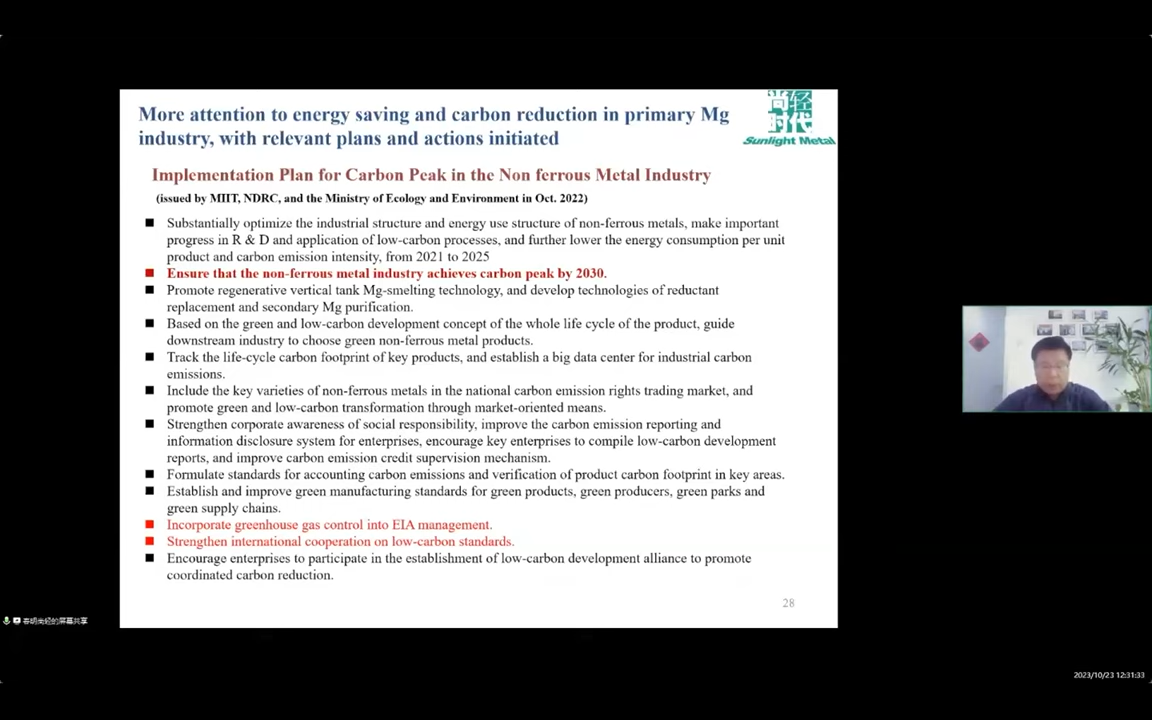 More attention to energy saving and carbon reduction in primary Mg
industry, with relevant plans and actions initiated
尚轻
时代
Sunlight Metal
Implementation Plan for Carbon Peak in the Non ferrous Metal Industry
(issued by MIIT, NDRC, and the Ministry of Ecology and Environment in Oct. 2022)
Substantially optimize the industrial structure and energy use structure of non-ferrous metals, make important
progress in R & D and application of low-carbon processes, and further lower the energy consumption per unit
product and carbon emission intensity, from 2021 to 2025
Ensure that the non-ferrous metal industry achieves carbon peak by 2030.
Promote regenerative vertical tank Mg-smelting technology, and develop technologies of reductant
replacement and secondary Mg purification.
Based on the green and low-carbon development concept of the whole life cycle of the product, guide
downstream industry to choose green non-ferrous metal products.
Track the life-cycle carbon footprint of key products, and establish a big data center for industrial carbon
emissions.
Include the key varieties of non-ferrous metals in the national carbon emission rights trading market, and
promote green and low-carbon transformation through market-oriented means.
Strengthen corporate awareness of social responsibility, improve the carbon emission reporting and
information disclosure system for enterprises, encourage key enterprises to compile low-carbon development
reports, and improve carbon emission credit supervision mechanism.
Formulate standards for accounting carbon emissions and verification of product carbon footprint in key areas.
Establish and improve green manufacturing standards for green products, green producers, green parks and
green supply chains.
Incorporate greenhouse gas control into EIA management.
Strengthen international cooperation on low-carbon standards.
Encourage enterprises to participate in the establishment of low-carbon development alliance to promote
coordinated carbon reduction.
28
春明尚轻的屏幕共享
2023/10/23 12:31:33